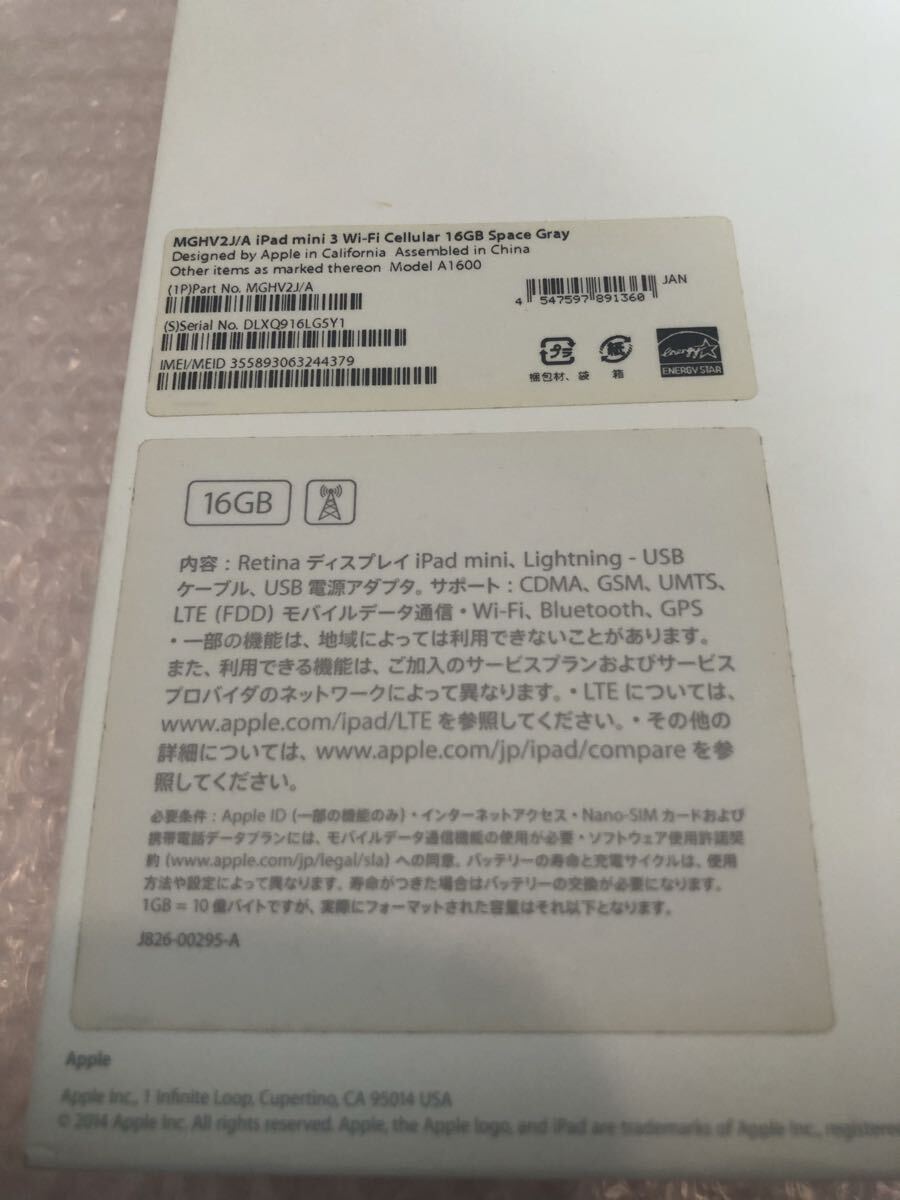 MGHV2J/A iPad mini 3 Wi-Fi Cellular 16GB Space Gray
Designed by Apple in California Assembled in China
Other items as marked thereon Model A1600
(1P)Part No. MGHV2J/A
(S)Serial No. DLXQ916LG5Y1
IMEI/MEID 355893063244379
JAN
4 547597 891360
プラ
紙
energy
ENERGY STAR
梱包材、袋 箱
16GB
内容：Retina ディスプレイ iPad mini、Lightning - USB
ケーブル、USB 電源アダプタ。サポート：CDMA、GSM、UMTS、
LTE (FDD) モバイルデータ通信・Wi-Fi、Bluetooth、GPS
・一部の機能は、地域によっては利用できないことがあります。
また、利用できる機能は、ご加入のサービスプランおよびサービス
プロバイダのネットワークによって異なります。・LTE については、
www.apple.com/ipad/LTE を参照してください。・その他の
詳細については、www.apple.com/jp/ipad/compare を参
照してください。
必要条件：Apple ID (一部の機能のみ)・インターネットアクセス・Nano-SIM カードおよび
携帯電話データプランには、モバイルデータ通信機能の使用が必要・ソフトウェア使用許諾契
約 (www.apple.com/jp/legal/sla) への同意。バッテリーの寿命と充電サイクルは、使用
方法や設定によって異なります。寿命がつきた場合はバッテリーの交換が必要になります。
1GB = 10 億バイトですが、実際にフォーマットされた容量はそれ以下となります。
J826-00295-A
Apple
Apple Inc., 1 Infinite Loop, Cupertino, CA 95014 USA
© 2014 Apple Inc. All rights reserved. Apple, the Apple logo, and iPad are trademarks of Apple Inc., registered